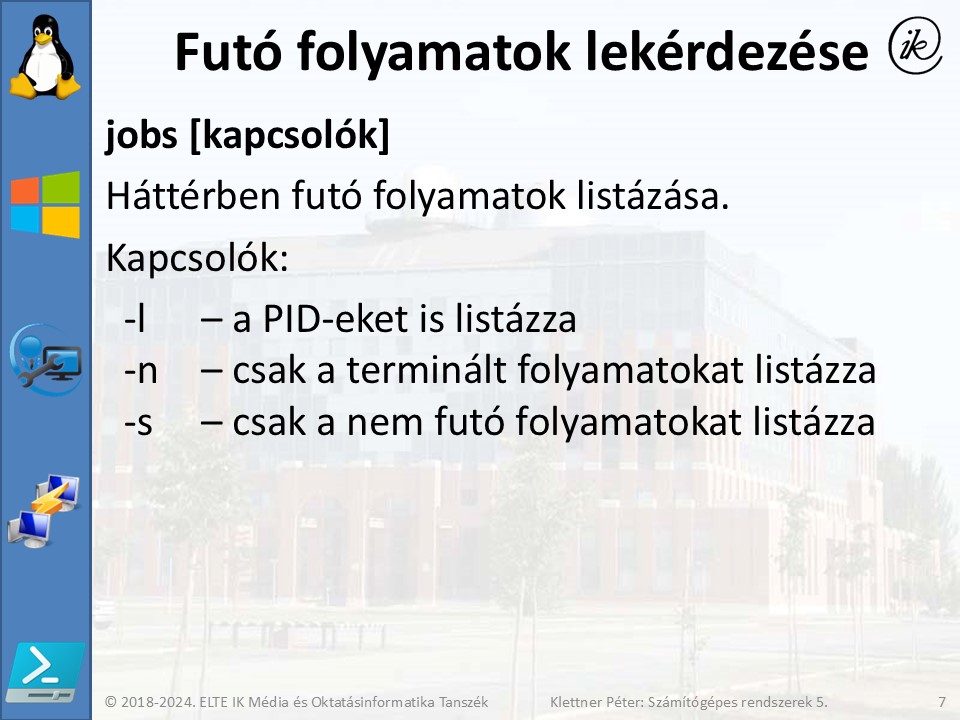 Futó folyamatok lekérdezése
ik
jobs [kapcsolók]
Háttérben futó folyamatok listázása.
Kapcsolók:
-l – a PID-eket is listázza
-n – csak a terminált folyamatokat listázza
-s – csak a nem futó folyamatokat listázza
© 2018-2024. ELTE IK Média és Oktatásinformatika Tanszék Klettner Péter: Számítógépes rendszerek 5. 7